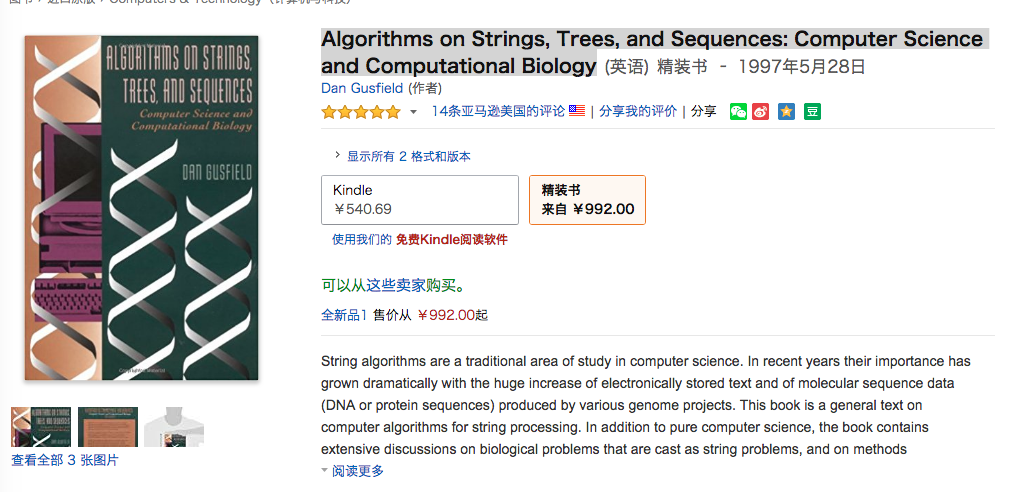 图书 › 进口原版 › Computers & Technology（计算机与科技）
ALGORITHMS ON STRINGS,
TREES, AND SEQUENCES
Computer Science and
Computational Biology
DAN GUSFIELD
Copyrighted Material
Algorithms on Strings, Trees, and Sequences: Computer Science
and Computational Biology (英语) 精装书 - 1997年5月28日
Dan Gusfield (作者)
14条亚马逊美国的评论 | 分享我的评价 | 分享 豆
› 显示所有 2 格式和版本
Kindle
￥540.69
精装书
来自 ￥992.00
使用我们的 免费Kindle阅读软件
可以从这些卖家购买。
全新品1 售价从 ￥992.00起
String algorithms are a traditional area of study in computer science. In recent years their importance has
grown dramatically with the huge increase of electronically stored text and of molecular sequence data
(DNA or protein sequences) produced by various genome projects. This book is a general text on
computer algorithms for string processing. In addition to pure computer science, the book contains
extensive discussions on biological problems that are cast as string problems, and on methods
阅读更多
查看全部 3 张图片